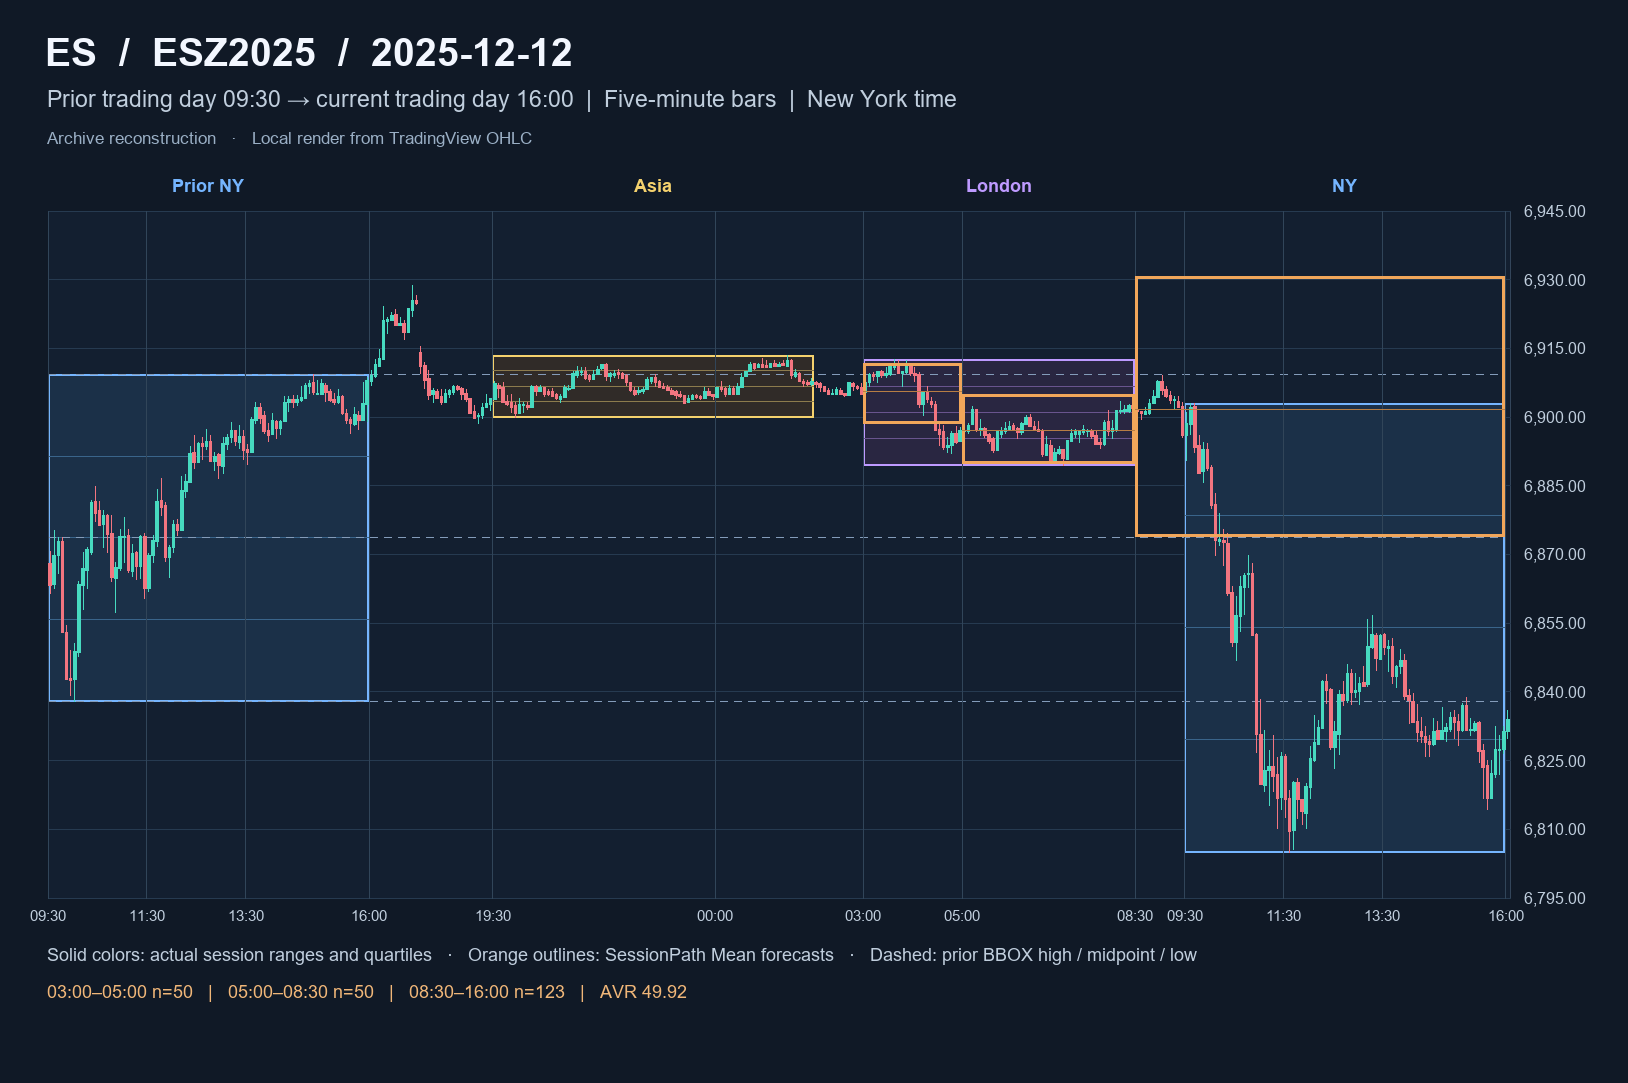 ES / ESZ2025 / 2025-12-12
Prior trading day 09:30 → current trading day 16:00 | Five-minute bars | New York time
Archive reconstruction · Local render from TradingView OHLC
Prior NY Asia London NY
6,945.00
6,930.00
6,915.00
6,900.00
6,885.00
6,870.00
6,855.00
6,840.00
6,825.00
6,810.00
6,795.00
09:30 11:30 13:30 16:00 19:30 00:00 03:00 05:00 08:30 09:30 11:30 13:30 16:00
Solid colors: actual session ranges and quartiles · Orange outlines: SessionPath Mean forecasts · Dashed: prior BBOX high / midpoint / low
03:00–05:00 n=50 | 05:00–08:30 n=50 | 08:30–16:00 n=123 | AVR 49.92